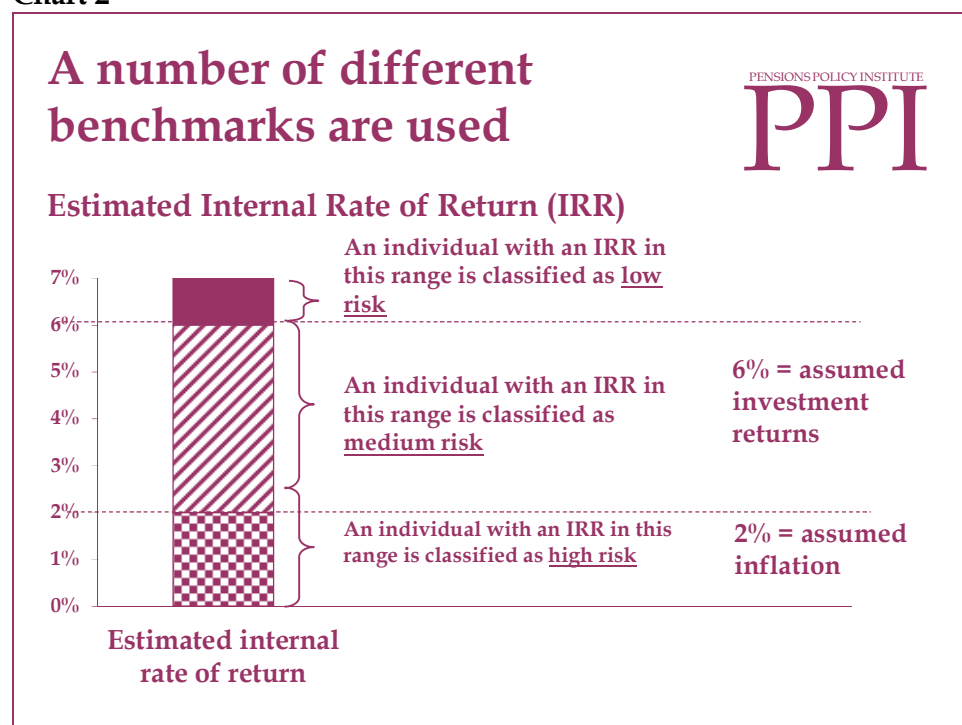 Chart 2
A number of different
benchmarks are used
PENSIONS POLICY INSTITUTE
PPI
Estimated Internal Rate of Return (IRR)
An individual with an IRR in
this range is classified as low
risk
7%
6%
5%
4%
3%
2%
1%
0%
An individual with an IRR in
this range is classified as
medium risk
6% = assumed
investment
returns
An individual with an IRR in this
range is classified as high risk
2% = assumed
inflation
Estimated internal
rate of return